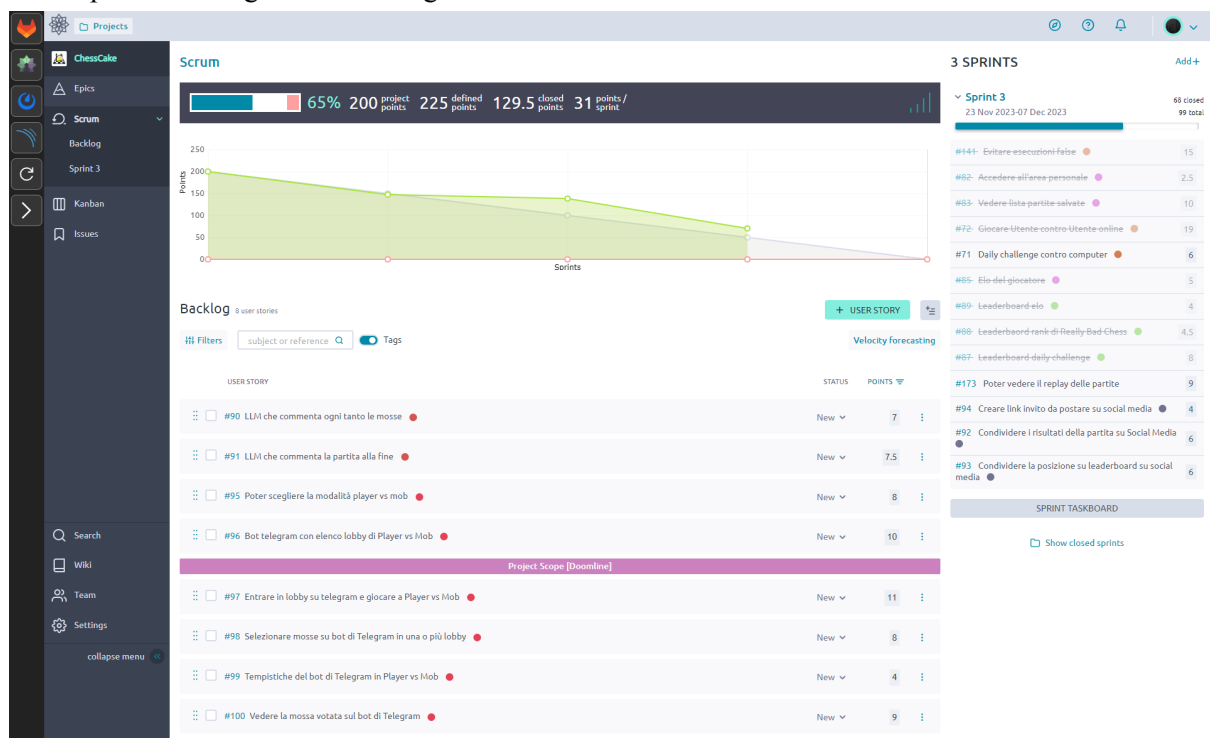 Projects
ChessCake
Epics
Scrum
Backlog
Sprint 3
Kanban
Issues
Search
Wiki
Team
Settings
collapse menu
Scrum
65% 200 project points 225 defined points 129.5 closed points 31 points / sprint
Points
250
200
150
100
50
0
Sprints
Backlog 8 user stories
+ USER STORY
Filters
subject or reference
Tags
Velocity forecasting
USER STORY STATUS POINTS
#90 LLM che commenta ogni tanto le mosse New 7
#91 LLM che commenta la partita alla fine New 7.5
#95 Poter scegliere la modalità player vs mob New 8
#96 Bot telegram con elenco lobby di Player vs Mob New 10
Project Scope [Doomline]
#97 Entrare in lobby su telegram e giocare a Player vs Mob New 11
#98 Selezionare mosse su bot di Telegram in una o più lobby New 8
#99 Tempistiche del bot di Telegram in Player vs Mob New 4
#100 Vedere la mossa votata sul bot di Telegram New 9
3 SPRINTS Add+
Sprint 3 68 closed
23 Nov 2023-07 Dec 2023 99 total
#141 Evitare esecuzioni false 15
#82 Accedere all'area personale 2.5
#83 Vedere lista partite salvate 10
#72 Giocare Utente contro Utente online 19
#71 Daily challenge contro computer 6
#85 Elo del giocatore 5
#89 Leaderboard elo 4
#88 Leaderbaord rank di Really Bad Chess 4.5
#87 Leaderboard daily challenge 8
#173 Poter vedere il replay delle partite 9
#94 Creare link invito da postare su social media 4
#92 Condividere i risultati della partita su Social Media 6
#93 Condividere la posizione su leaderboard su social
media 6
SPRINT TASKBOARD
Show closed sprints